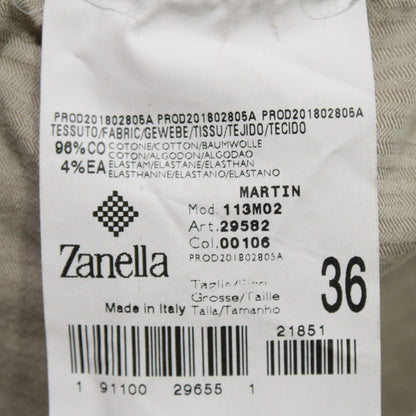 PROD201802805A PROD201802805A PROD201802805A
TESSUTO/FABRIC/GEWEBE/TISSU/TEJIDO/TECIDO
96%CO COTONE/COTTON/BAUMWOLLE
COTON/ALGODON/ALGODAO
4%EA ELASTAM/ELASTANE/ELASTHAN
ELASTHANNE/ELASTANO/ELASTANO
MARTIN
Mod. 113M02
Art. 29582
Col. 00106
PROD201802805A
Zanella
Taglia/
Grosse/Taille
Talla/Tamanho
36
Made in Italy
21851
1 91100 29655 1